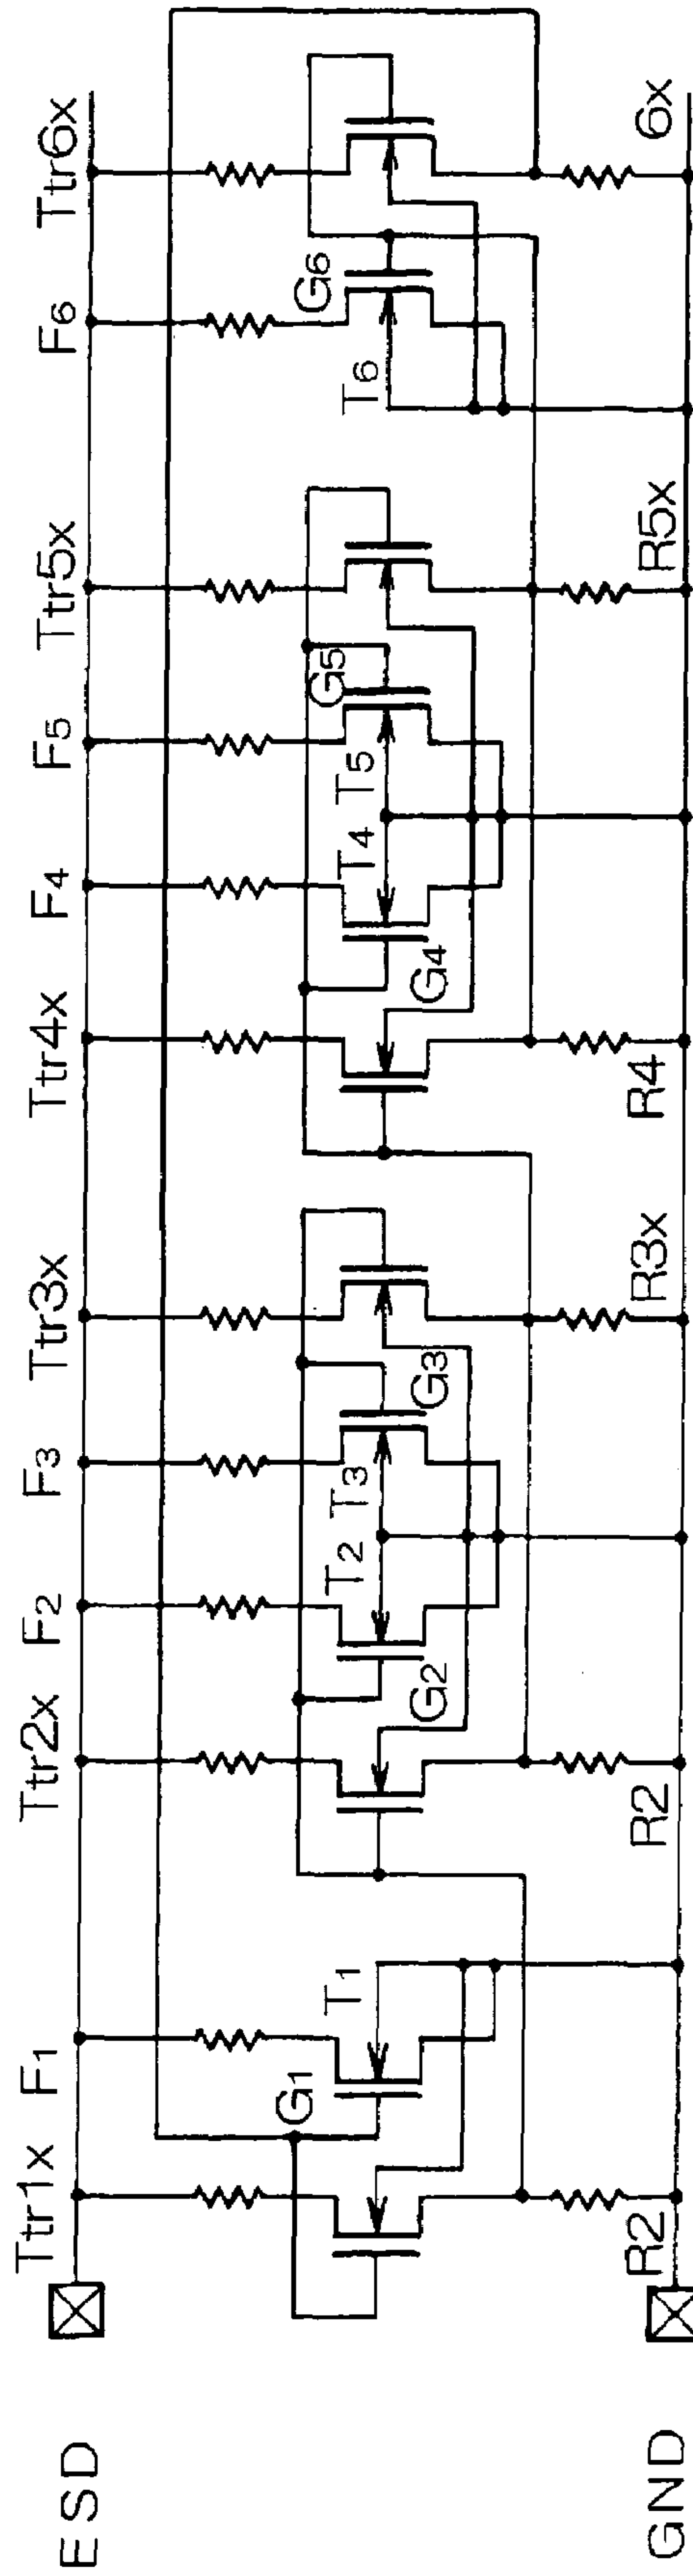 ESD
Ttr1x F1 Ttr2x F2 F3 Ttr3x Ttr4x F4 F5 Ttr5x F6 Ttr6x
G1 T1 T2 T3 T4 T5 T6 G6
G2 G3 G4 G5
GND
R2 R2 R3x R4 R5x 6x